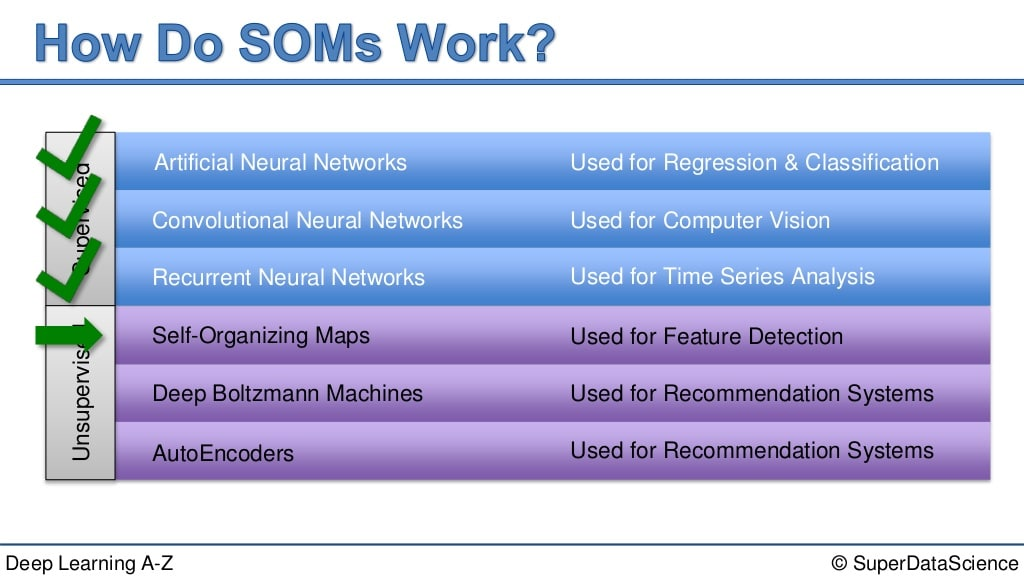 How Do SOMs Work?
Supervised
Artificial Neural Networks Used for Regression & Classification
Convolutional Neural Networks Used for Computer Vision
Recurrent Neural Networks Used for Time Series Analysis
Unsupervised
Self-Organizing Maps Used for Feature Detection
Deep Boltzmann Machines Used for Recommendation Systems
AutoEncoders Used for Recommendation Systems
Deep Learning A-Z © SuperDataScience